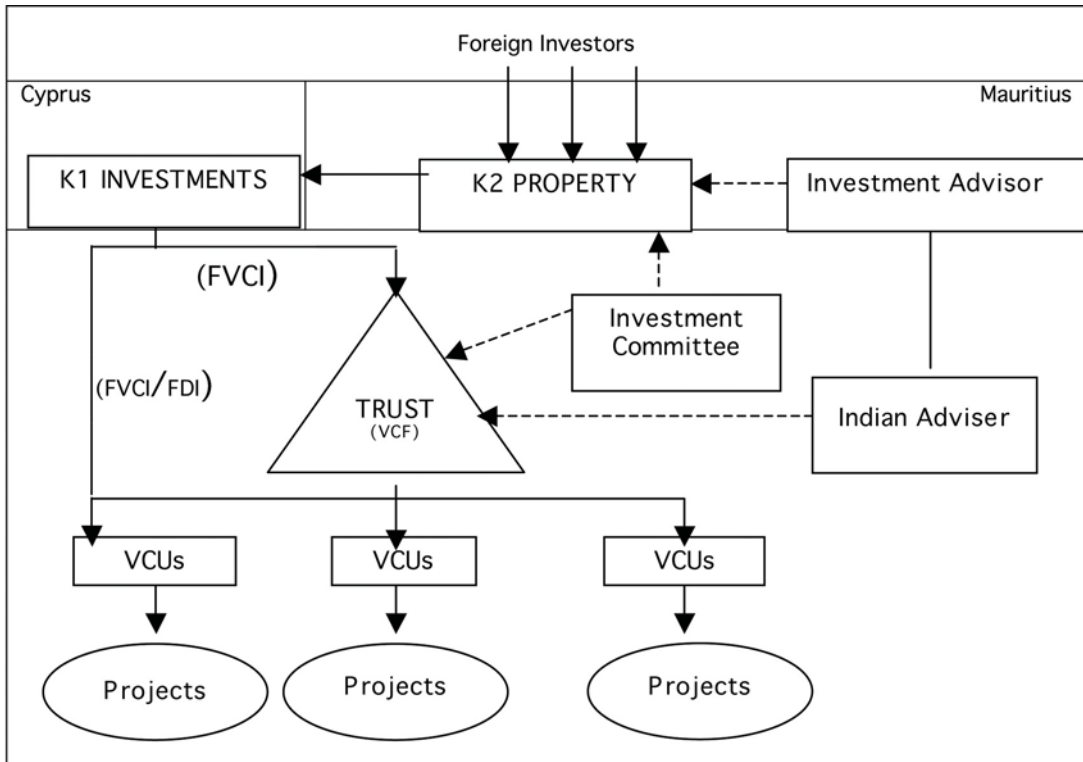 Foreign Investors
Cyprus
Mauritius
K1 INVESTMENTS
K2 PROPERTY
Investment Advisor
(FVCI)
Investment
Committee
(FVCI/FDI)
TRUST
(VCF)
Indian Adviser
VCUs
VCUs
VCUs
Projects
Projects
Projects